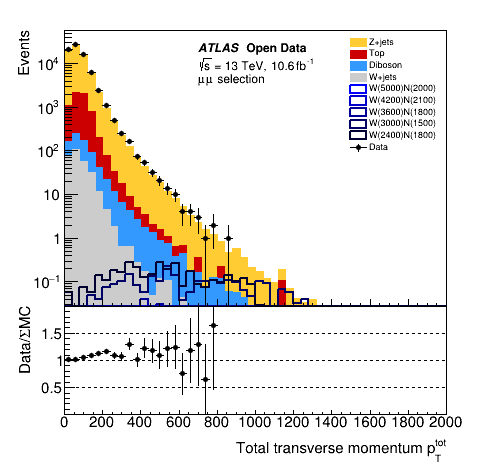 Events
ATLAS Open Data
√s = 13 TeV, 10.6fb⁻¹
μμ selection
Z+jets
Top
Diboson
W+jets
W(5000)N(2000)
W(4200)N(2100)
W(3600)N(1800)
W(3000)N(1500)
W(2400)N(1800)
Data
10⁴
10³
10²
10
1
10⁻¹
Data/ΣMC
1.5
1
0.5
0 200 400 600 800 1000 1200 1400 1600 1800 2000
Total transverse momentum p_T^tot